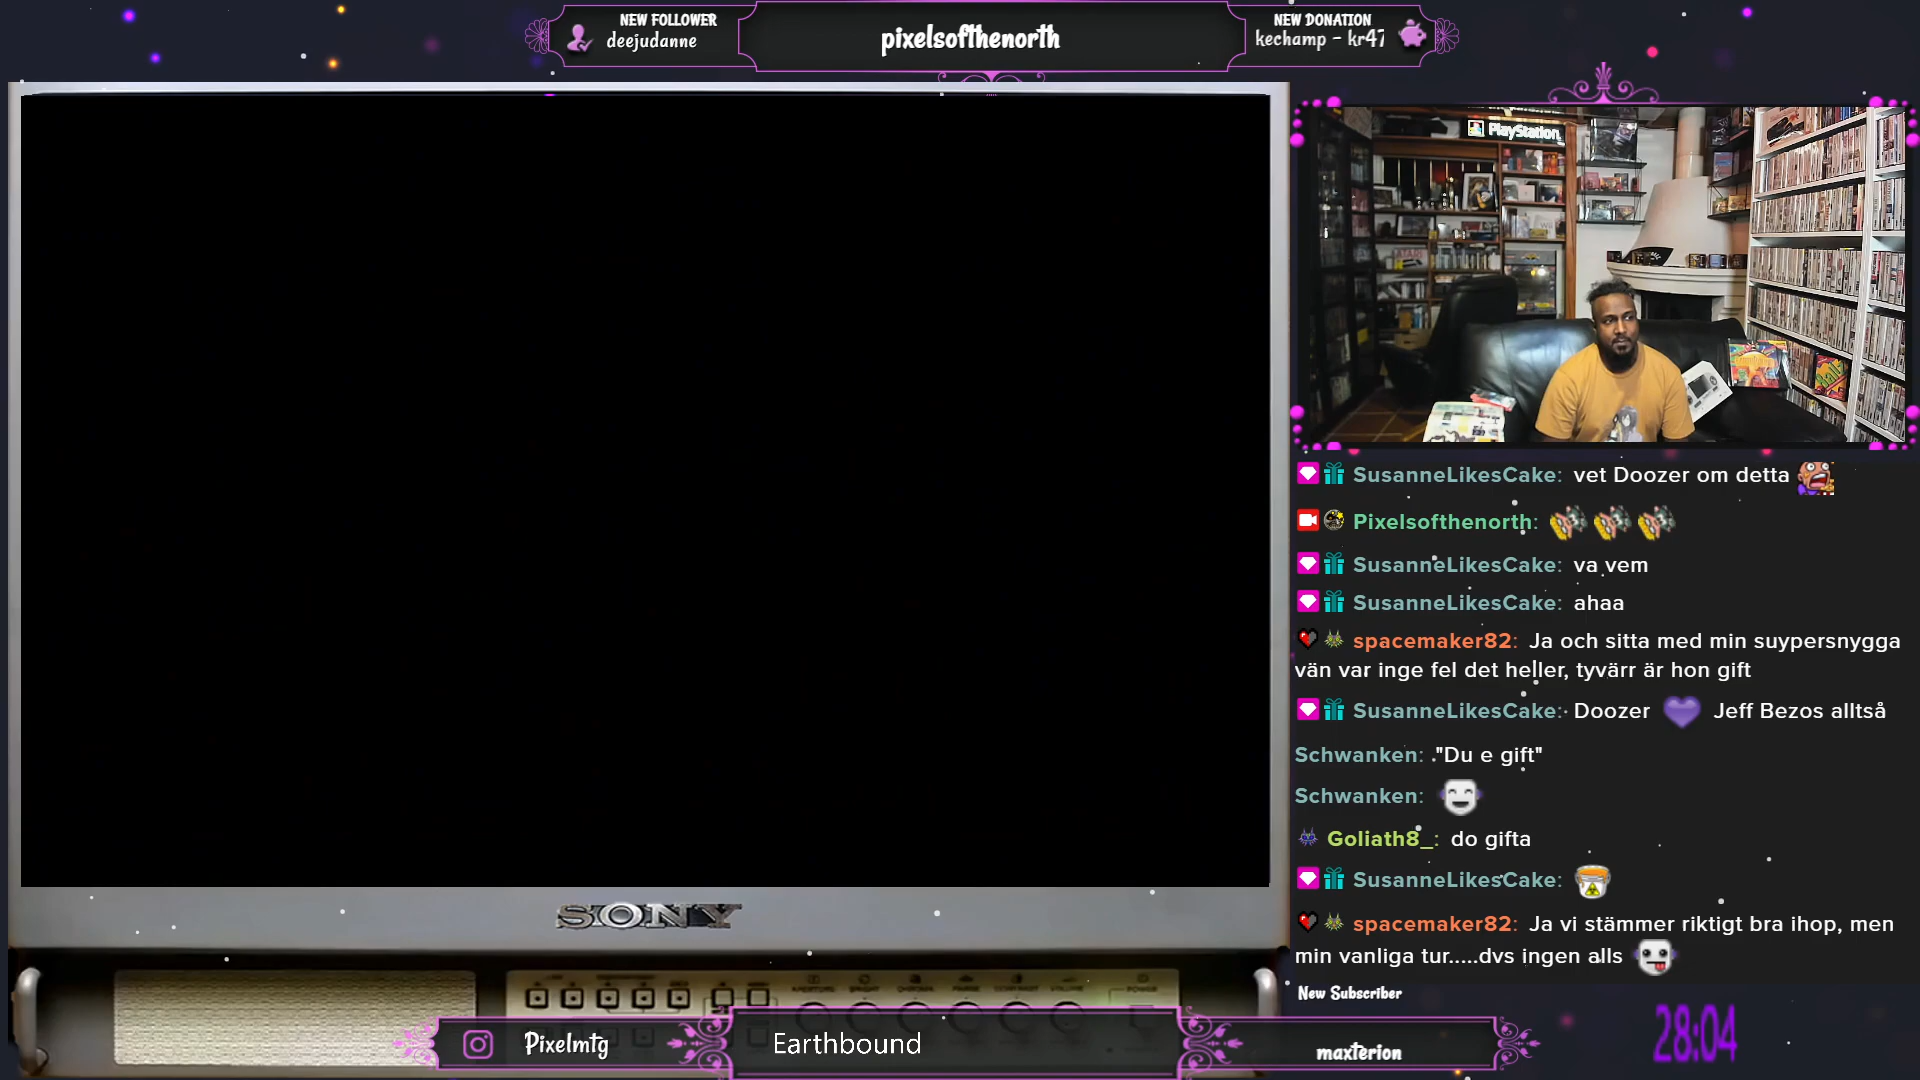 NEW FOLLOWER
deejudanne
pixelsofthenorth
NEW DONATION
kechamp - kr47
PlayStation
SusanneLikesCake: vet Doozer om detta
Pixelsofthenorth:
SusanneLikesCake: va vem
SusanneLikesCake: ahaa
spacemaker82: Ja och sitta med min suypersnygga
vän var inge fel det heller, tyvärr är hon gift
SusanneLikesCake: Doozer Jeff Bezos alltså
Schwanken: "Du e gift"
Schwanken:
Goliath8_: do gifta
SusanneLikesCake:
spacemaker82: Ja vi stämmer riktigt bra ihop, men
min vanliga tur.....dvs ingen alls
SONY
New Subscriber
maxterion
28:04
Pixelmtg
Earthbound